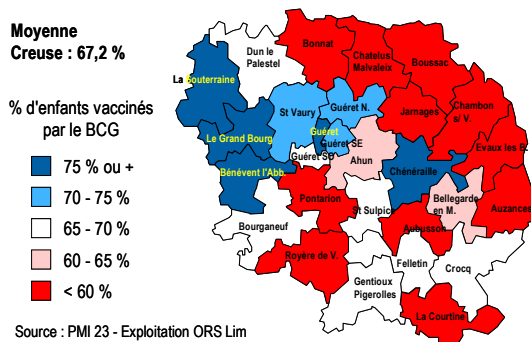 Moyenne
Creuse : 67,2 %
% d'enfants vaccinés
par le BCG
75 % ou +
70 - 75 %
65 - 70 %
60 - 65 %
< 60 %
Source : PMI 23 - Exploitation ORS Lim
Bonnat
Dun le
Palestel
Chatelus
Malvaleix
Boussac
La Souterraine
St Vaury
Guéret N.
Jarnages
Chambon
s/ V.
Le Grand Bourg
Guéret
Guéret SE
Guéret SO
Evaux les B.
Ahun
Bénévent l'Abb.
Chénéraille
Pontarion
Bellegarde
en M.
Auzances
St Sulpice
Bourganeuf
Aubusson
Royère de V.
Felletin
Crocq
Gentioux
Pigerolles
La Courtine